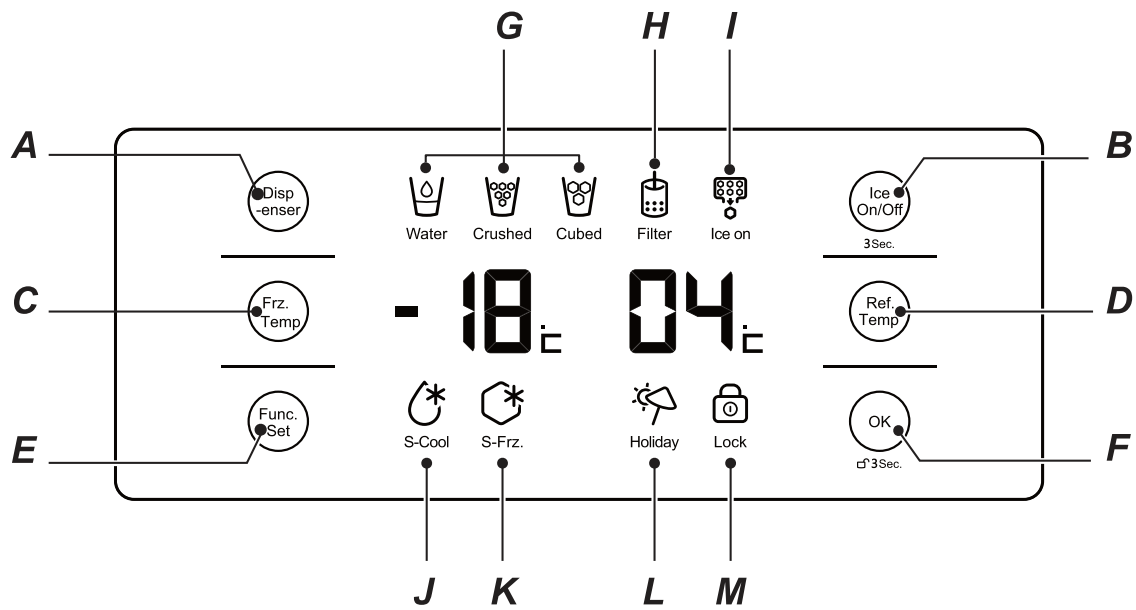 G H I
A B
Disp
-enser
Water Crushed Cubed Filter Ice on
Ice
On/Off
3Sec.
C D
Frz.
Temp
-18°C 04°C
Ref.
Temp
E F
Func.
Set
S-Cool S-Frz. Holiday Lock
OK
3Sec.
J K L M